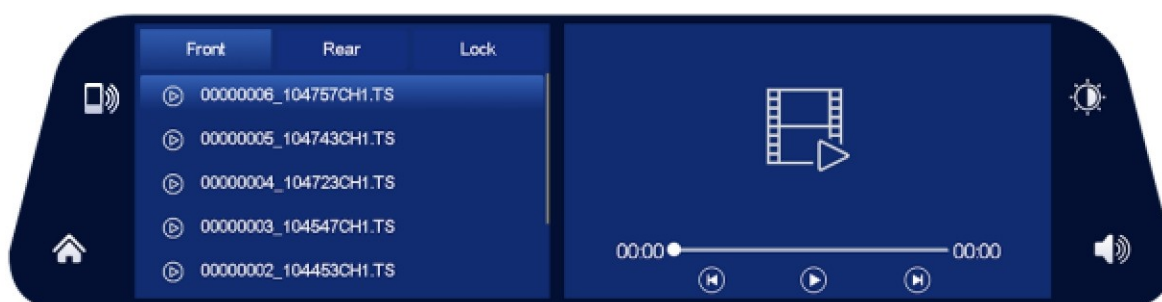 Front Rear Lock
00000006_104757CH1.TS
00000005_104743CH1.TS
00000004_104723CH1.TS
00000003_104547CH1.TS
00000002_104453CH1.TS
00:00 00:00